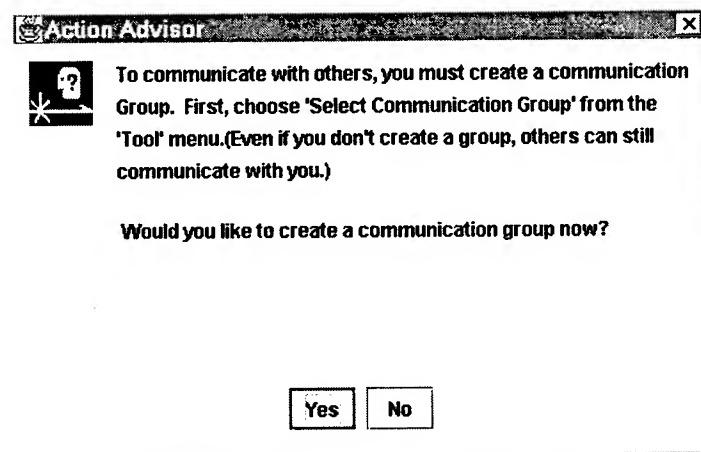 Action Advisor
To communicate with others, you must create a communication
Group. First, choose 'Select Communication Group' from the
'Tool' menu.(Even if you don't create a group, others can still
communicate with you.)
Would you like to create a communication group now?
Yes No